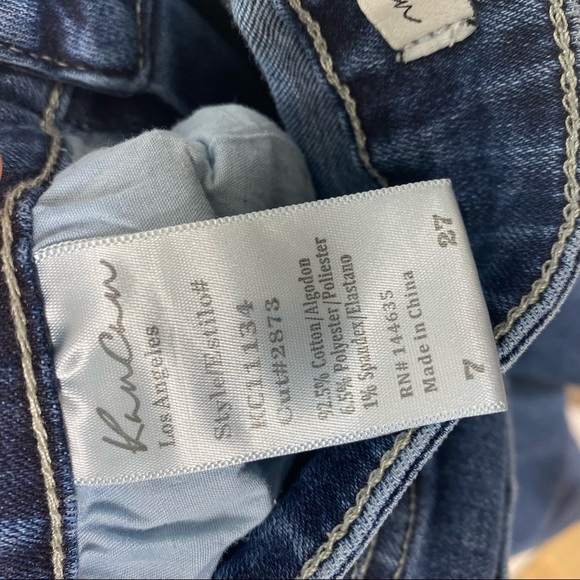 KanCan
Los Angeles
Style/Estilo#
KC11134
Cut#2873
92.5% Cotton/Algodon
6.5% Polyester/Poliester
1% Spandex/Elastano
RN# 144635
Made in China
7 27